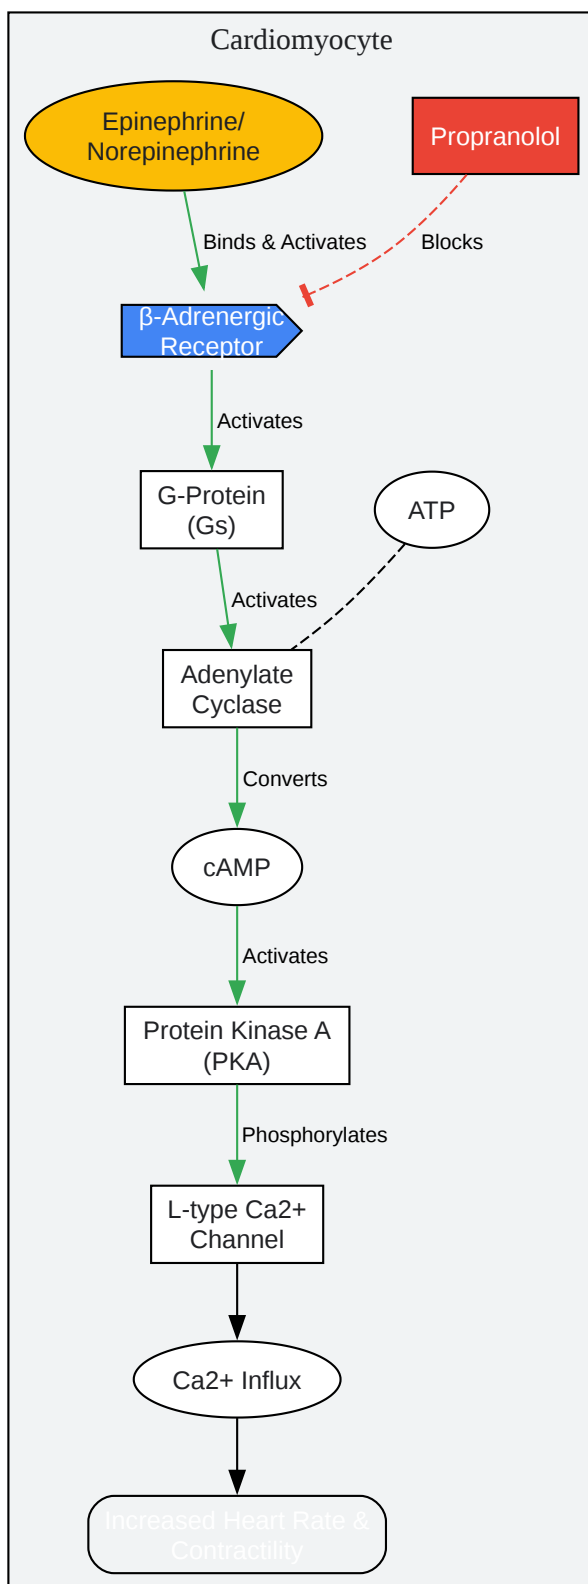 Cardiomyocyte
Epinephrine/
Norepinephrine
Propranolol
Binds & Activates
Blocks
β-Adrenergic
Receptor
Activates
G-Protein
(Gs)
ATP
Activates
Adenylate
Cyclase
Converts
cAMP
Activates
Protein Kinase A
(PKA)
Phosphorylates
L-type Ca2+
Channel
Ca2+ Influx
Increased Heart Rate &
Contractility